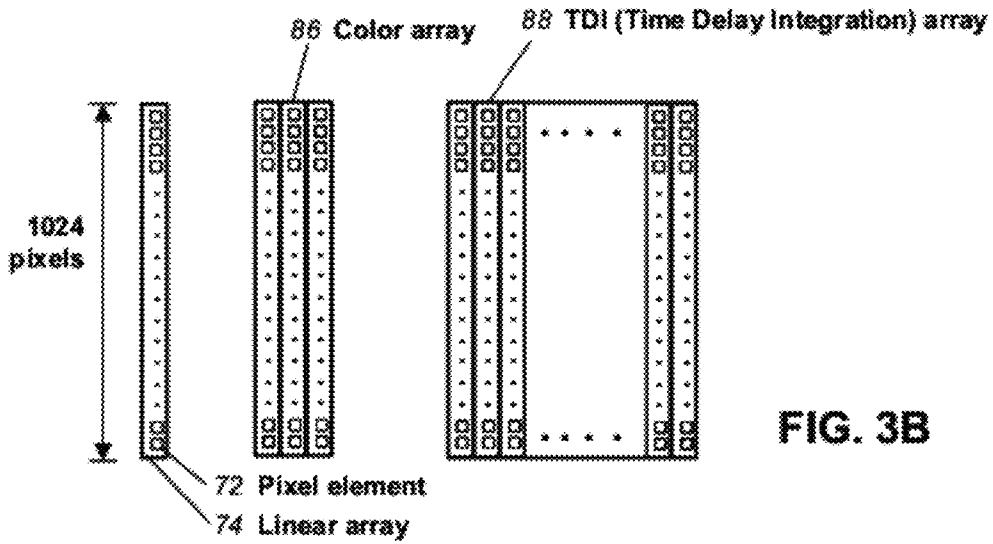 86 Color array
88 TDI (Time Delay Integration) array
1024
pixels
FIG. 3B
72 Pixel element
74 Linear array